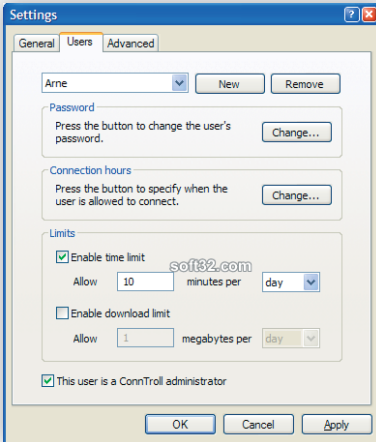 Settings
General Users Advanced
Arne New Remove
Password
Press the button to change the user's
password.
Change...
Connection hours
Press the button to specify when the
user is allowed to connect.
Change...
Limits
Enable time limit
soft32.com
Allow 10 minutes per day
Enable download limit
Allow 1 megabytes per day
This user is a ConnTroll administrator
OK Cancel Apply